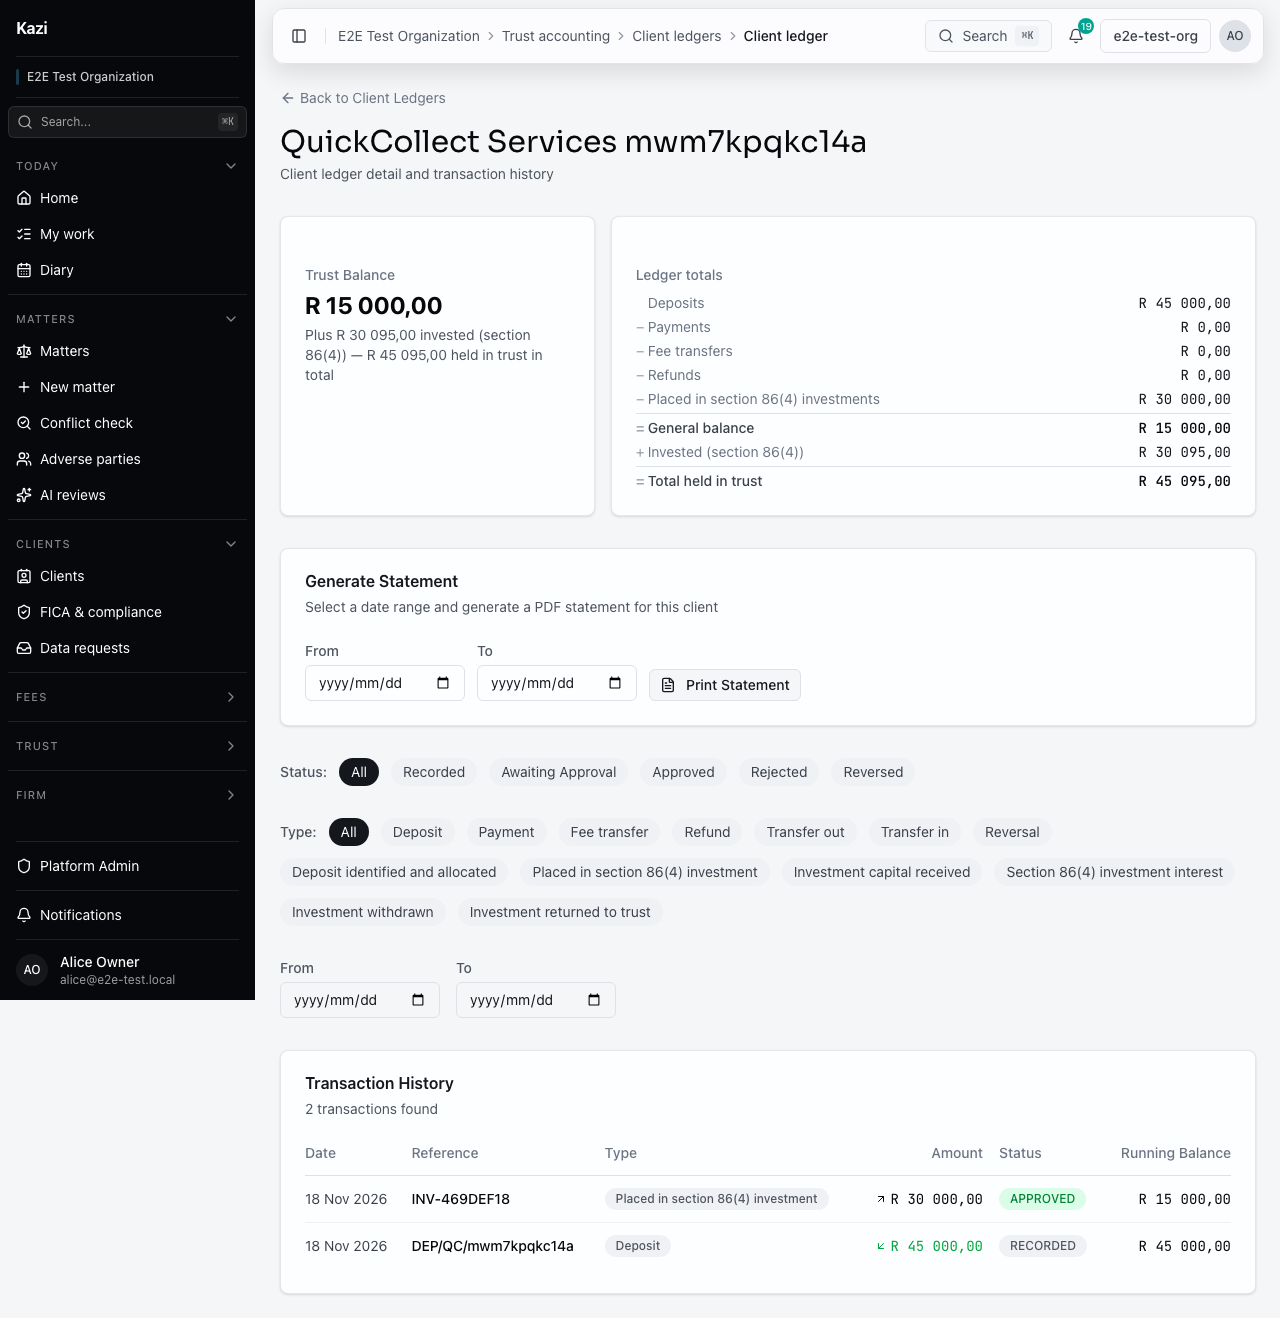 Kazi
E2E Test Organization
Search... ⌘K
TODAY
Home
My work
Diary
MATTERS
Matters
New matter
Conflict check
Adverse parties
AI reviews
CLIENTS
Clients
FICA & compliance
Data requests
FEES
TRUST
FIRM
Platform Admin
Notifications
AO
Alice Owner
alice@e2e-test.local
E2E Test Organization > Trust accounting > Client ledgers > Client ledger
Search ⌘K
19
e2e-test-org
AO
Back to Client Ledgers
QuickCollect Services mwm7kpqkc14a
Client ledger detail and transaction history
Trust Balance
R 15 000,00
Plus R 30 095,00 invested (section
86(4)) — R 45 095,00 held in trust in
total
Ledger totals
Deposits R 45 000,00
− Payments R 0,00
− Fee transfers R 0,00
− Refunds R 0,00
− Placed in section 86(4) investments R 30 000,00
= General balance R 15 000,00
+ Invested (section 86(4)) R 30 095,00
= Total held in trust R 45 095,00
Generate Statement
Select a date range and generate a PDF statement for this client
From To
yyyy/mm/dd yyyy/mm/dd Print Statement
Status: All Recorded Awaiting Approval Approved Rejected Reversed
Type: All Deposit Payment Fee transfer Refund Transfer out Transfer in Reversal
Deposit identified and allocated Placed in section 86(4) investment Investment capital received Section 86(4) investment interest
Investment withdrawn Investment returned to trust
From To
yyyy/mm/dd yyyy/mm/dd
Transaction History
2 transactions found
Date Reference Type Amount Status Running Balance
18 Nov 2026 INV-469DEF18 Placed in section 86(4) investment R 30 000,00 APPROVED R 15 000,00
18 Nov 2026 DEP/QC/mwm7kpqkc14a Deposit R 45 000,00 RECORDED R 45 000,00